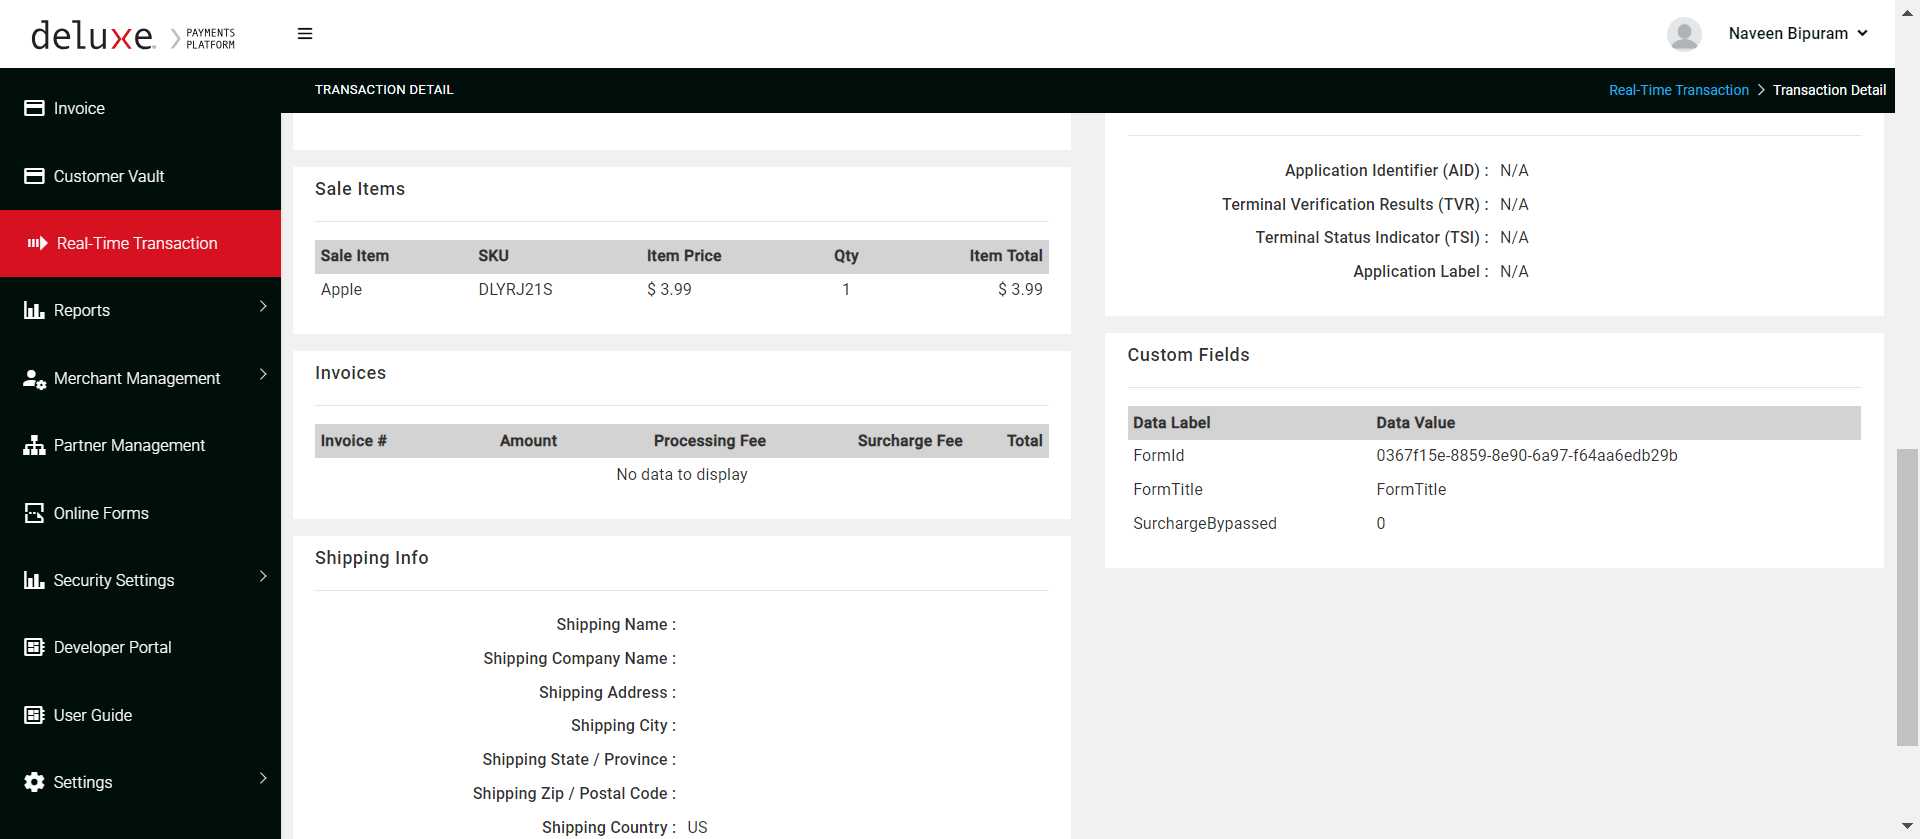 deluxe. PAYMENTS PLATFORM
Naveen Bipuram
TRANSACTION DETAIL
Real-Time Transaction > Transaction Detail
Invoice
Customer Vault
Real-Time Transaction
Reports
Merchant Management
Partner Management
Online Forms
Security Settings
Developer Portal
User Guide
Settings
Sale Items
Sale Item SKU Item Price Qty Item Total
Apple DLYRJ21S $ 3.99 1 $ 3.99
Invoices
Invoice # Amount Processing Fee Surcharge Fee Total
No data to display
Shipping Info
Shipping Name :
Shipping Company Name :
Shipping Address :
Shipping City :
Shipping State / Province :
Shipping Zip / Postal Code :
Shipping Country : US
Application Identifier (AID) : N/A
Terminal Verification Results (TVR) : N/A
Terminal Status Indicator (TSI) : N/A
Application Label : N/A
Custom Fields
Data Label Data Value
FormId 0367f15e-8859-8e90-6a97-f64aa6edb29b
FormTitle FormTitle
SurchargeBypassed 0